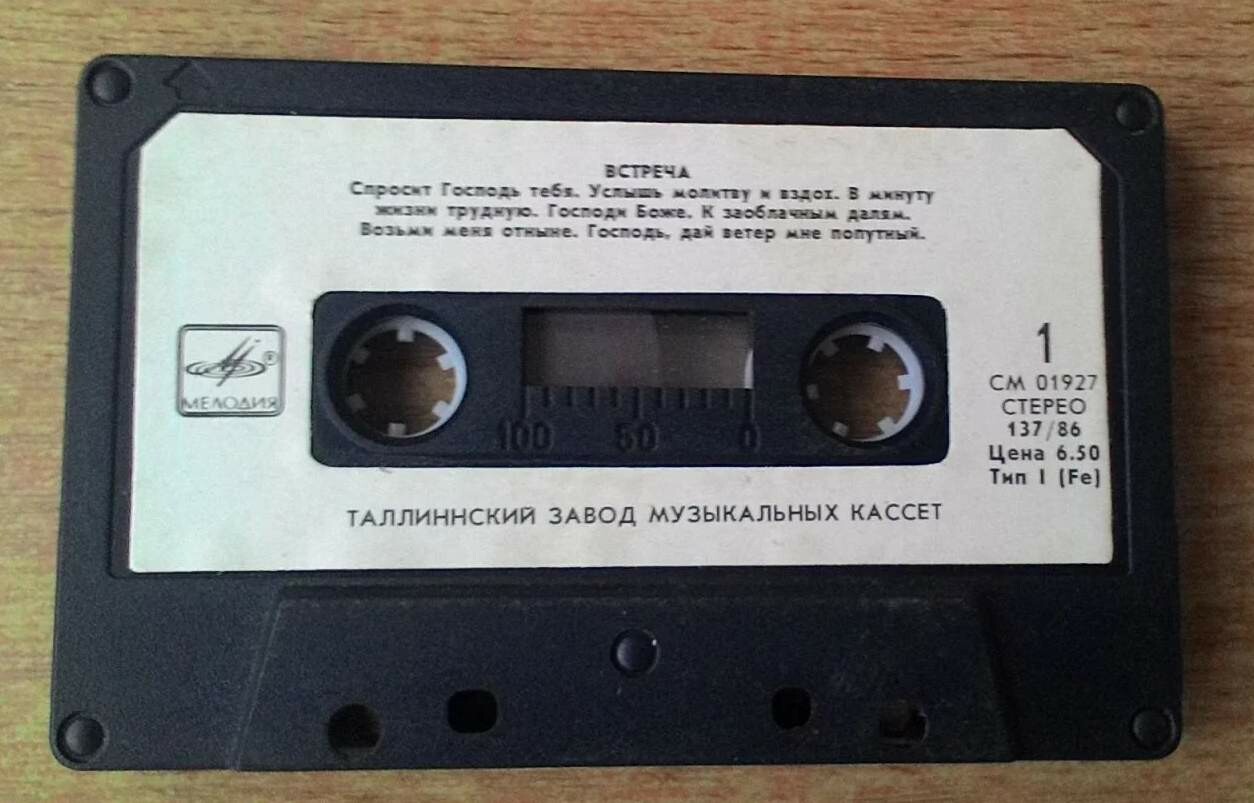 ВСТРЕЧА
Спросит Господь тебя. Услышь молитву и вздох. В минуту
жизни трудную. Господи Боже. К заоблачным далям.
Возьми меня отныне. Господь, дай ветер мне попутный.
МЕЛОДИЯ ®
100 50 0
1
СМ 01927
СТЕРЕО
137/86
Цена 6.50
Тип I (Fe)
ТАЛЛИННСКИЙ ЗАВОД МУЗЫКАЛЬНЫХ КАССЕТ